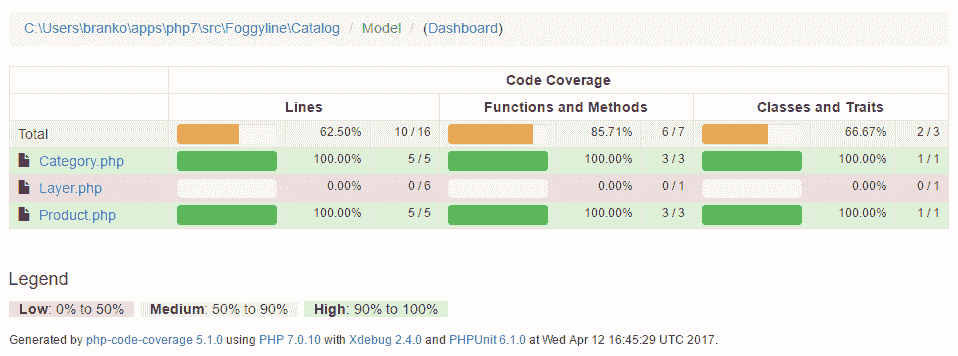 C:\Users\branko\apps\php7\src\Foggyline\Catalog / Model / (Dashboard)
Code Coverage
Lines Functions and Methods Classes and Traits
Total 62.50% 10 / 16 85.71% 6 / 7 66.67% 2 / 3
Category.php 100.00% 5 / 5 100.00% 3 / 3 100.00% 1 / 1
Layer.php 0.00% 0 / 6 0.00% 0 / 1 0.00% 0 / 1
Product.php 100.00% 5 / 5 100.00% 3 / 3 100.00% 1 / 1
Legend
Low: 0% to 50% Medium: 50% to 90% High: 90% to 100%
Generated by php-code-coverage 5.1.0 using PHP 7.0.10 with Xdebug 2.4.0 and PHPUnit 6.1.0 at Wed Apr 12 16:45:29 UTC 2017.